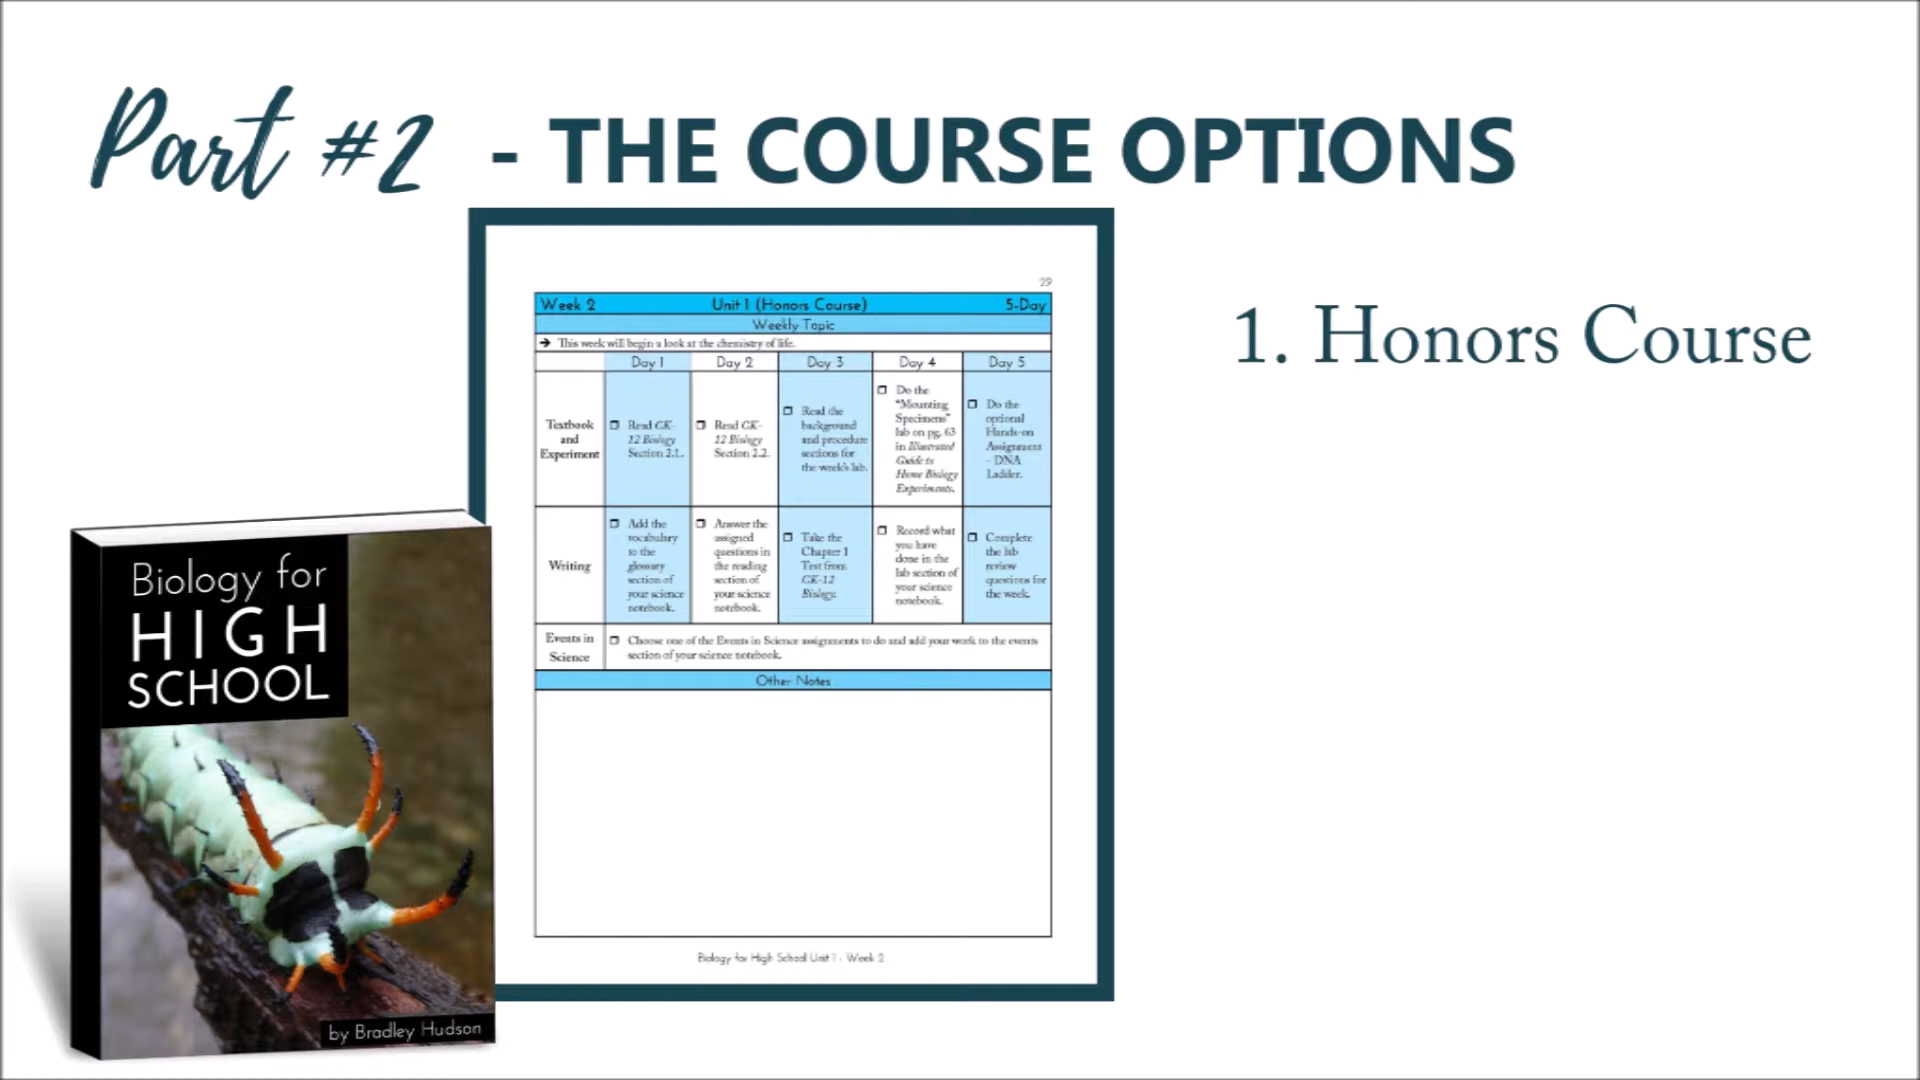 Part #2 - THE COURSE OPTIONS
1. Honors Course
29
Week 2 Unit 1 (Honors Course) 5-Day
Weekly Topic
➔ This week will begin a look at the chemistry of life.
Day 1 Day 2 Day 3 Day 4 Day 5
Textbook
and
Experiment
❐ Read CK-
12 Biology
Section 2.1.
❐ Read CK-
12 Biology
Section 2.2.
❐ Read the
background
and procedure
sections for
the week's lab.
❐ Do the
"Mounting
Specimens"
lab on pg. 63
in Illustrated
Guide to
Home Biology
Experiments.
❐ Do the
optional
Hands-on
Assignment
- DNA
Ladder.
Writing
❐ Add the
vocabulary
to the
glossary
section of
your science
notebook.
❐ Answer the
assigned
questions in
the reading
section of
your science
notebook.
❐ Take the
Chapter 1
Test from
CK-12
Biology.
❐ Record what
you have
done in the
lab section of
your science
notebook.
❐ Complete
the lab
review
questions for
the week.
Events in
Science
❐ Choose one of the Events in Science assignments to do and add your work to the events
section of your science notebook.
Other Notes
Biology for High School Unit 1 - Week 2
Biology for
HIGH
SCHOOL
by Bradley Hudson